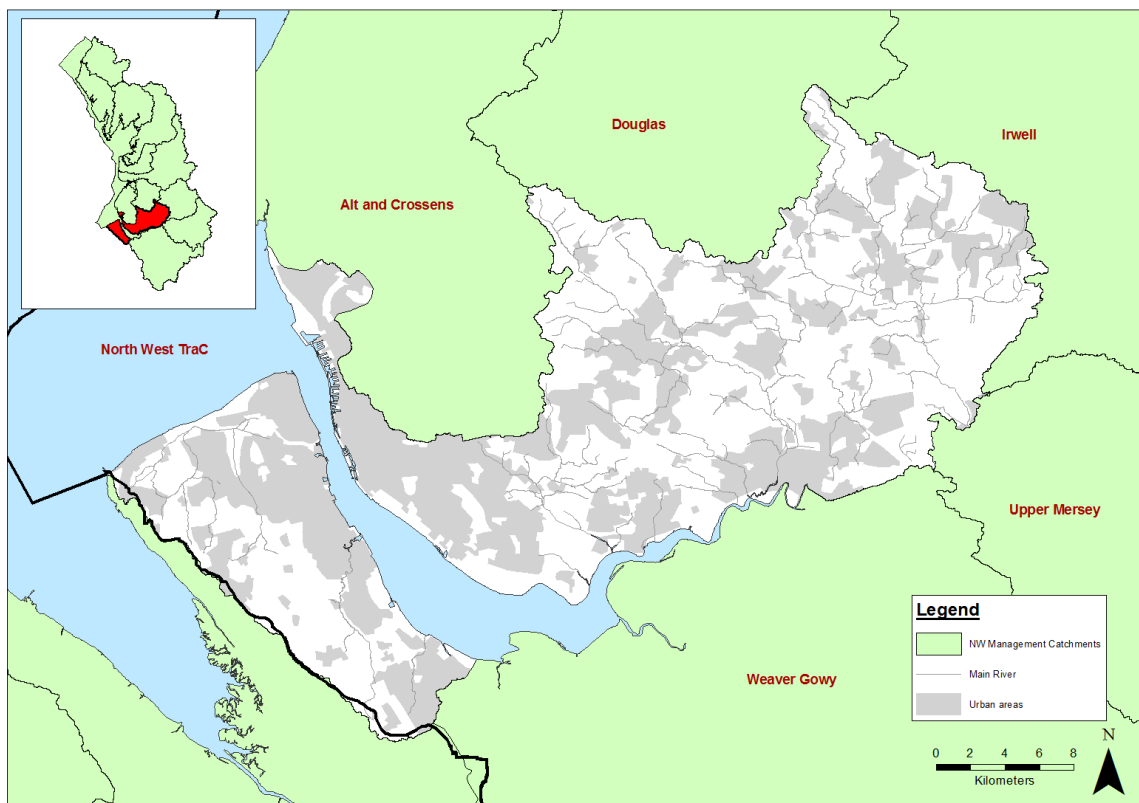 Douglas
Irwell
Alt and Crossens
North West TraC
Upper Mersey
Weaver Gowy
Legend
NW Management Catchments
Main River
Urban areas
N
0 2 4 6 8
Kilometers